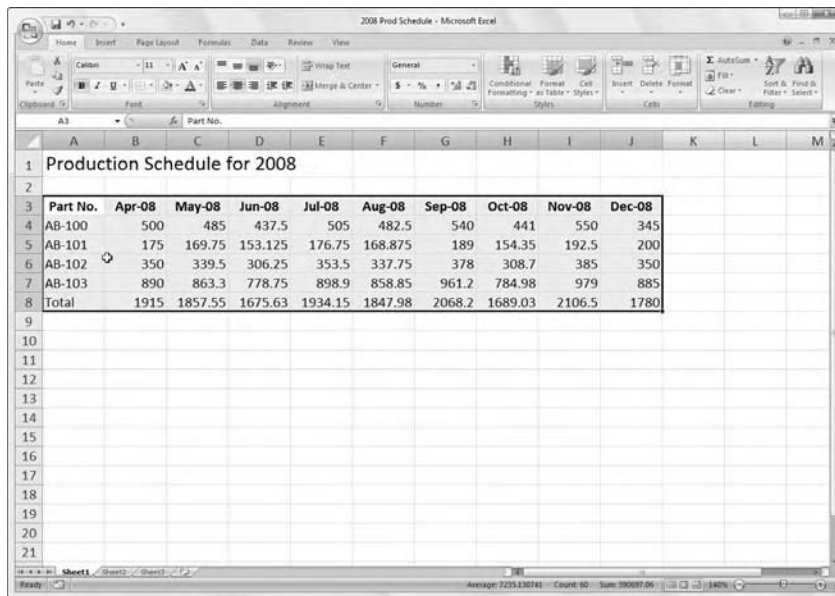 2008 Prod Schedule - Microsoft Excel
Home Insert Page Layout Formulas Data Review View
Paste
Calibri 11
Wrap Text
Merge & Center
General
Conditional Formatting
Format as Table
Cell Styles
Insert Delete Format
AutoSum
Fill
Clear
Sort & Filter
Find & Select
Clipboard Font Alignment Number Styles Cells Editing
A3 fx Part No.
A B C D E F G H I J K L M
1 Production Schedule for 2008
2
3 Part No. Apr-08 May-08 Jun-08 Jul-08 Aug-08 Sep-08 Oct-08 Nov-08 Dec-08
4 AB-100 500 485 437.5 505 482.5 540 441 550 345
5 AB-101 175 169.75 153.125 176.75 168.875 189 154.35 192.5 200
6 AB-102 350 339.5 306.25 353.5 337.75 378 308.7 385 350
7 AB-103 890 863.3 778.75 898.9 858.85 961.2 784.98 979 885
8 Total 1915 1857.55 1675.63 1934.15 1847.98 2068.2 1689.03 2106.5 1780
9
10
11
12
13
14
15
16
17
18
19
20
21
Sheet1 Sheet2 Sheet3
Ready Average: 7235.130741 Count: 60 Sum: 390697.06 140%